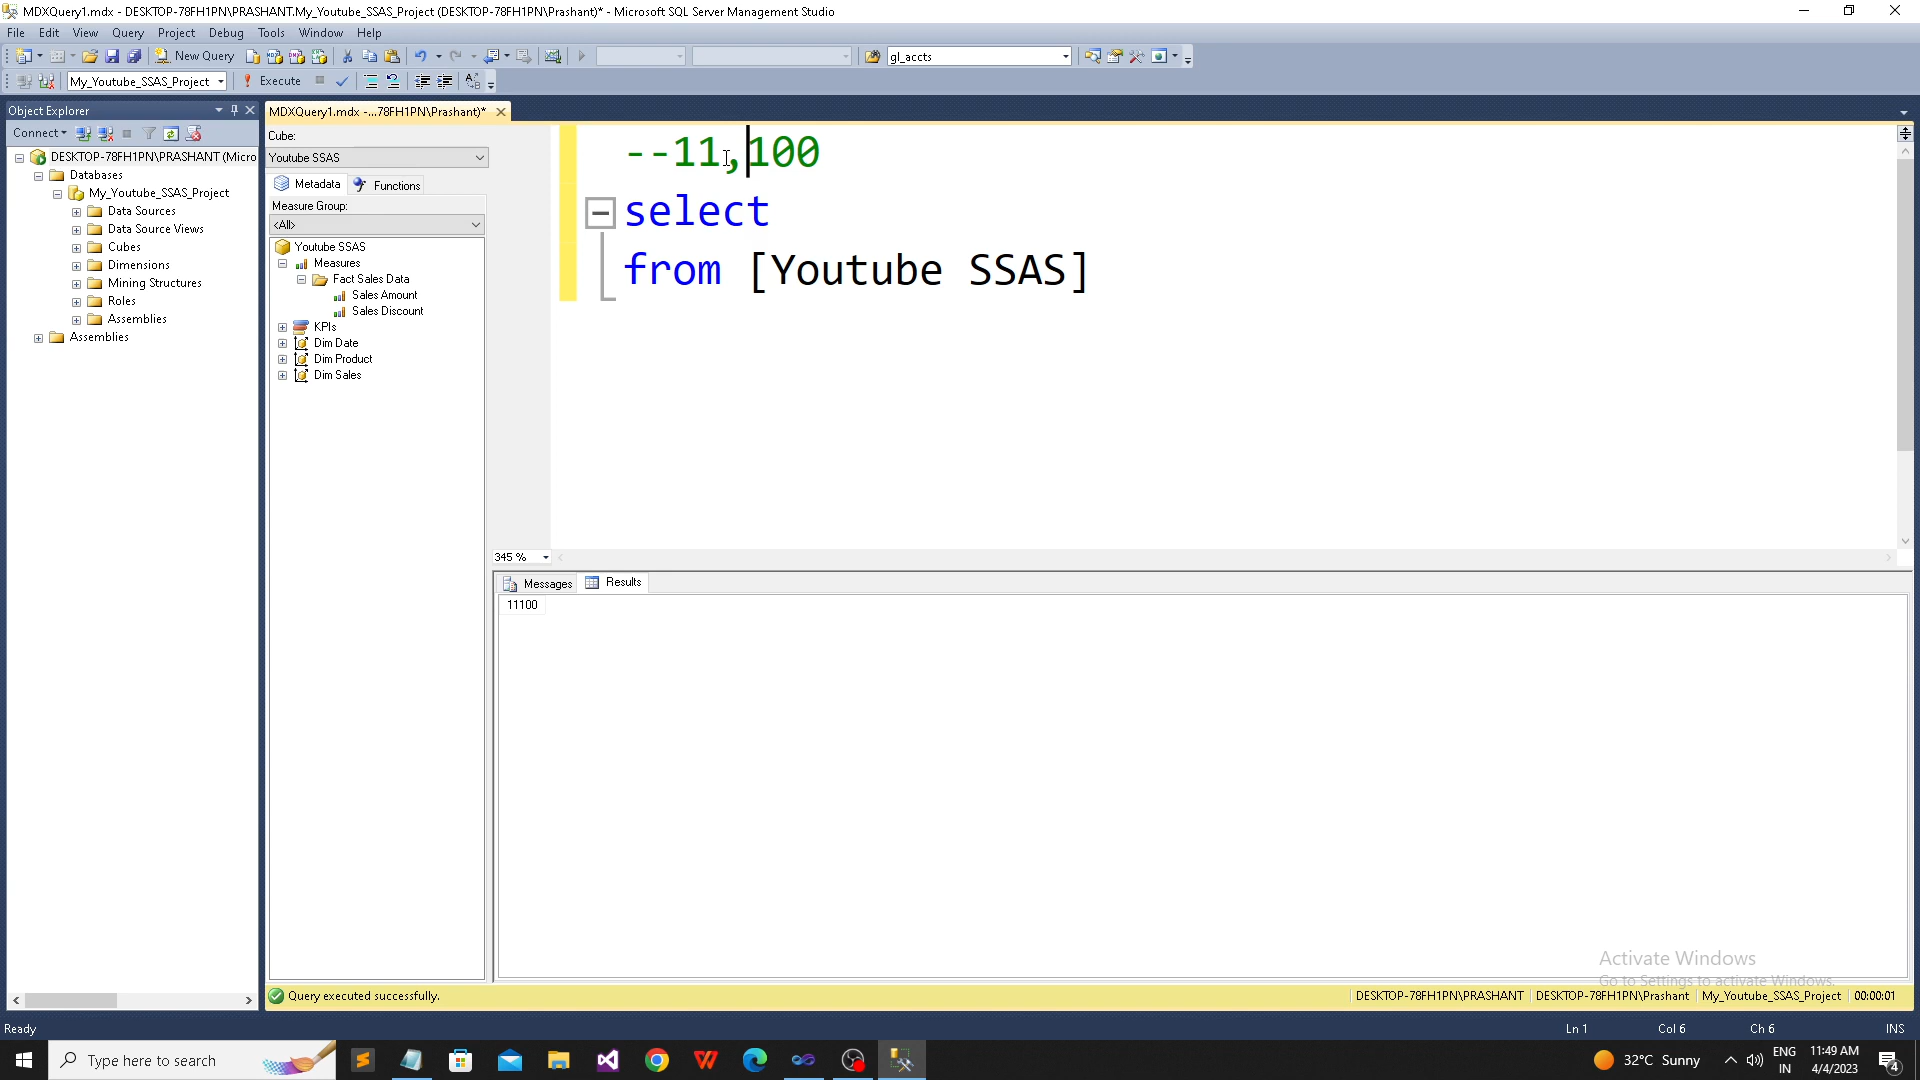 MDXQuery1.mdx - DESKTOP-78FH1PN\PRASHANT.My_Youtube_SSAS_Project (DESKTOP-78FH1PN\Prashant)* - Microsoft SQL Server Management Studio
File Edit View Query Project Debug Tools Window Help
New Query gl_accts
My_Youtube_SSAS_Project Execute
Object Explorer
Connect
DESKTOP-78FH1PN\PRASHANT (Micro
Databases
My_Youtube_SSAS_Project
Data Sources
Data Source Views
Cubes
Dimensions
Mining Structures
Roles
Assemblies
Assemblies
MDXQuery1.mdx -...78FH1PN\Prashant)*
Cube:
Youtube SSAS
Metadata Functions
Measure Group:
<All>
Youtube SSAS
Measures
Fact Sales Data
Sales Amount
Sales Discount
KPIs
Dim Date
Dim Product
Dim Sales
--11,100
select
from [Youtube SSAS]
345 %
Messages Results
11100
Activate Windows
Go to Settings to activate Windows.
Query executed successfully. DESKTOP-78FH1PN\PRASHANT DESKTOP-78FH1PN\Prashant My_Youtube_SSAS_Project 00:00:01
Ready Ln 1 Col 6 Ch 6 INS
Type here to search 32°C Sunny ENG IN 11:49 AM 4/4/2023 4